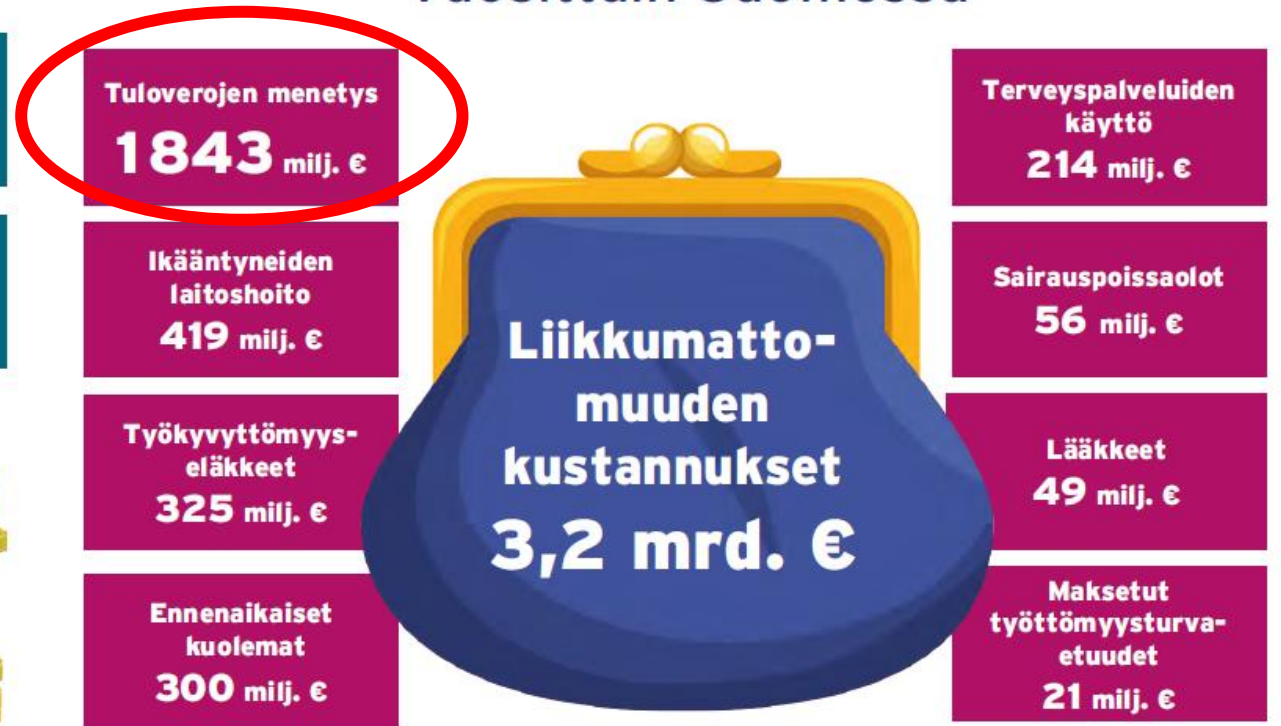 Tuloverojen menetys
1843 milj. €
Ikääntyneiden
laitoshoito
419 milj. €
Työkyvyttömyys-
eläkkeet
325 milj. €
Ennenaikaiset
kuolemat
300 milj. €
Liikkumatto-
muuden
kustannukset
3,2 mrd. €
Terveyspalveluiden
käyttö
214 milj. €
Sairauspoissaolot
56 milj. €
Lääkkeet
49 milj. €
Maksetut
työttömyysturva-
etuudet
21 milj. €